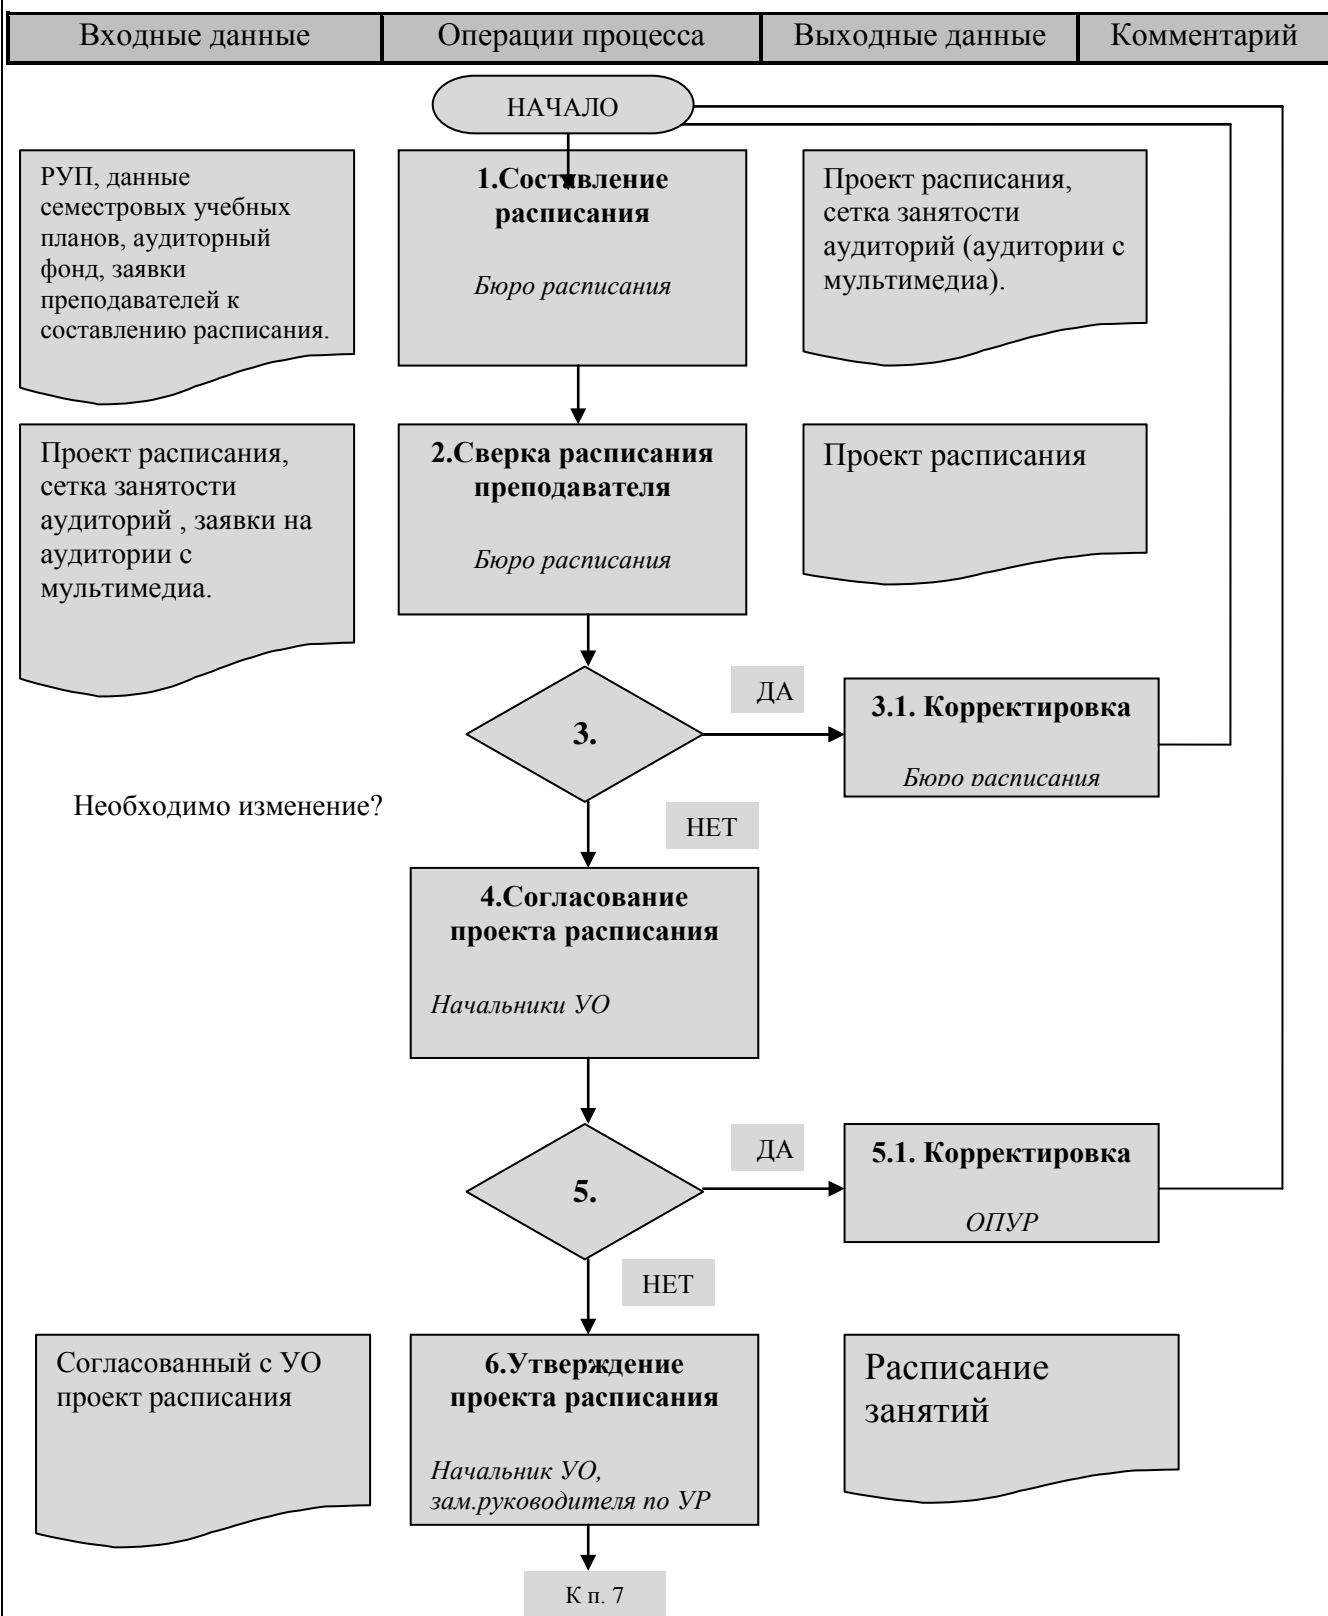 Входные данные
Операции процесса
Выходные данные
Комментарий
НАЧАЛО
РУП, данные
семестровых учебных
планов, аудиторный
фонд, заявки
преподавателей к
составлению расписания.
1.Составление
расписания
Бюро расписания
Проект расписания,
сетка занятости
аудиторий (аудитории с
мультимедиа).
Проект расписания,
сетка занятости
аудиторий , заявки на
аудитории с
мультимедиа.
2.Сверка расписания
преподавателя
Бюро расписания
Проект расписания
3.
ДА
3.1. Корректировка
Бюро расписания
Необходимо изменение?
НЕТ
4.Согласование
проекта расписания
Начальники УО
5.
ДА
5.1. Корректировка
ОПУР
НЕТ
Согласованный с УО
проект расписания
6.Утверждение
проекта расписания
Начальник УО,
зам.руководителя по УР
Расписание
занятий
К п. 7